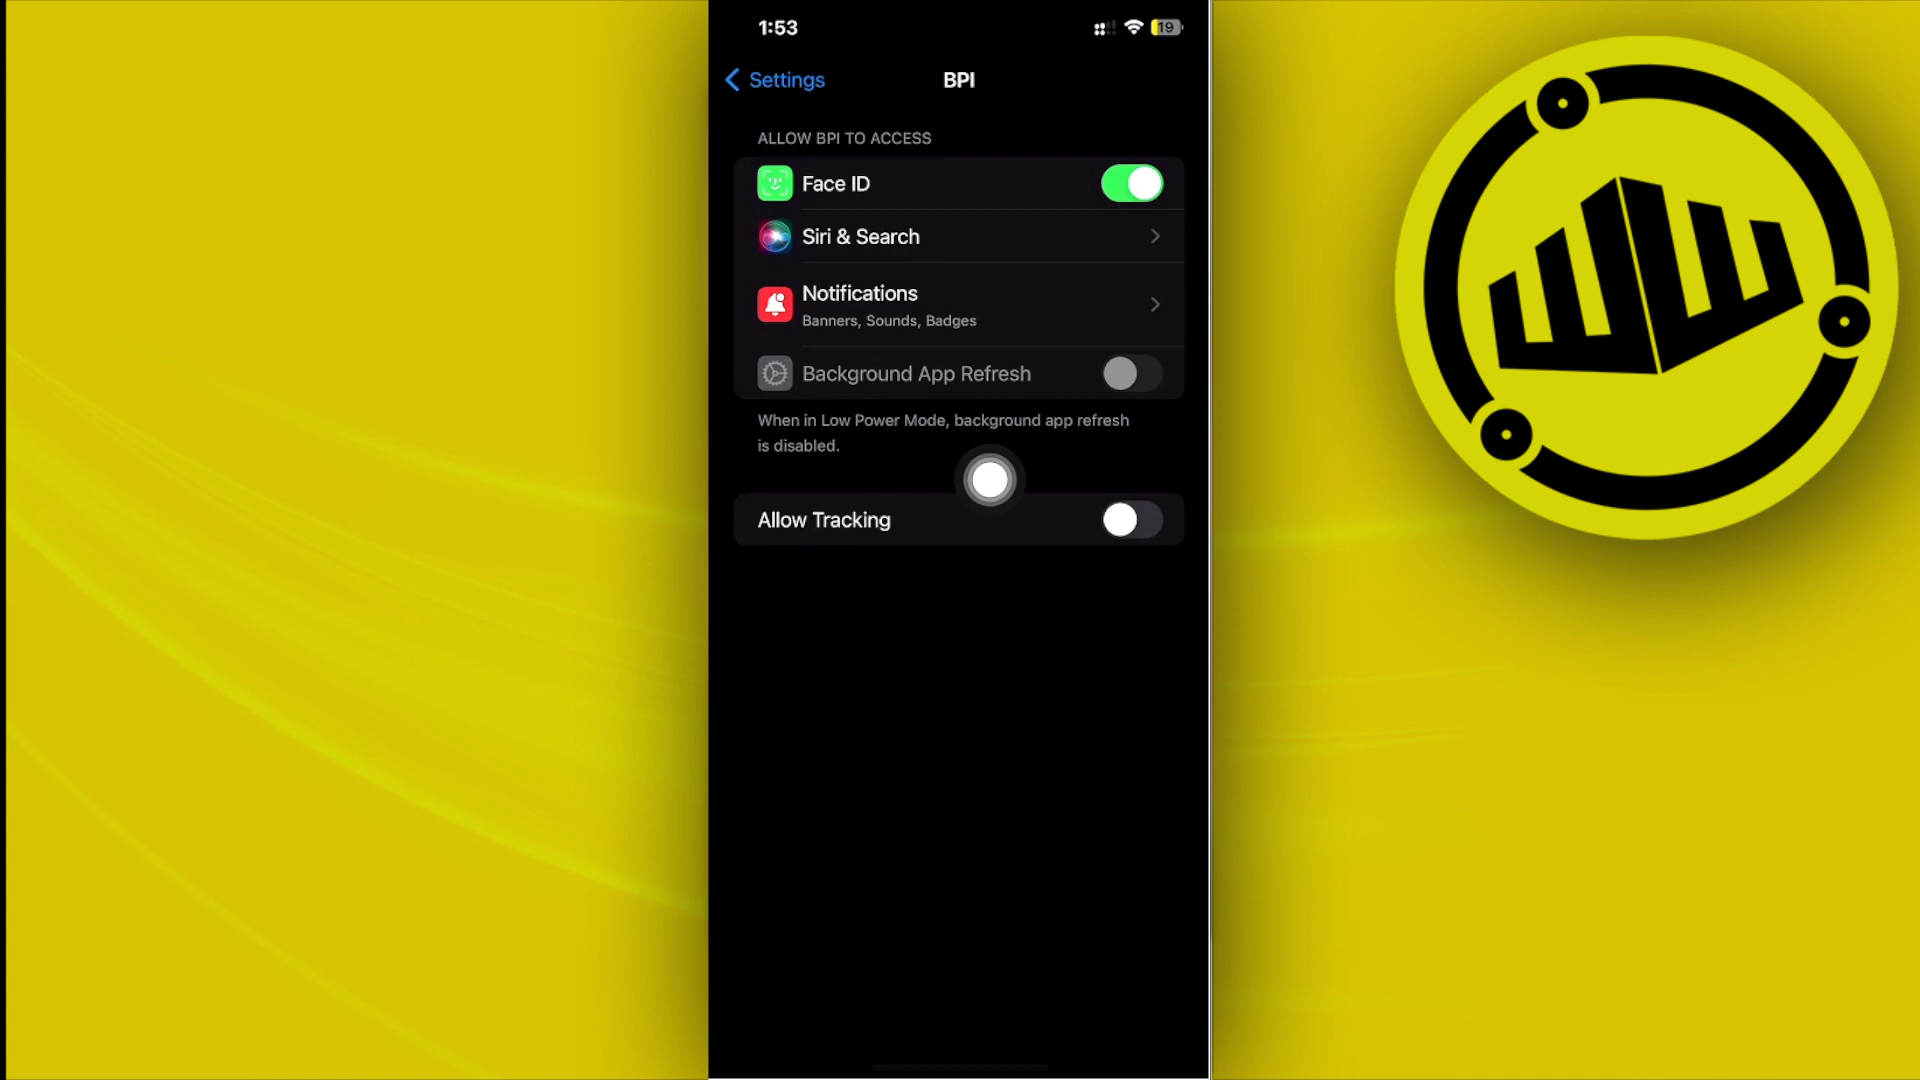 1:53
19
Settings
BPI
ALLOW BPI TO ACCESS
Face ID
Siri & Search
Notifications
Banners, Sounds, Badges
Background App Refresh
When in Low Power Mode, background app refresh
is disabled.
Allow Tracking